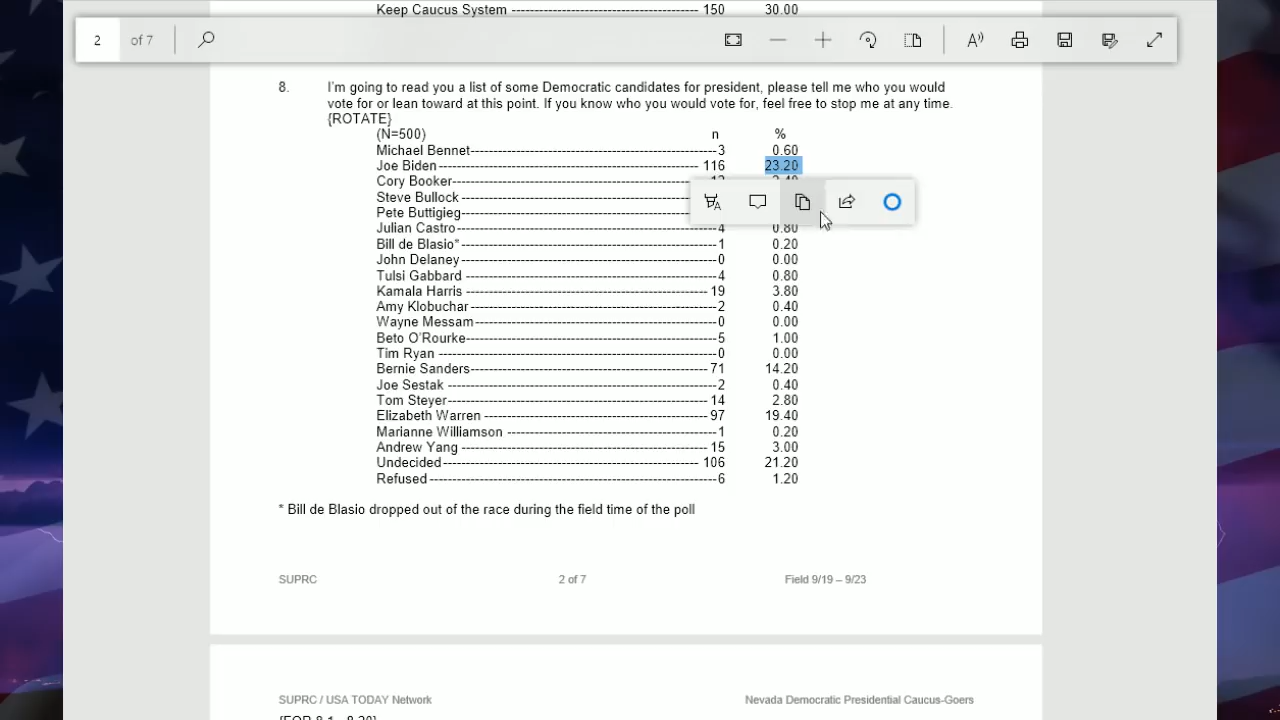 Keep Caucus System ---------------------------------------- 150 30.00
2 of 7
8. I'm going to read you a list of some Democratic candidates for president, please tell me who you would
vote for or lean toward at this point. If you know who you would vote for, feel free to stop me at any time.
{ROTATE}
(N=500) n %
Michael Bennet----------------------------------------3 0.60
Joe Biden ---------------------------------------- 116 23.20
Cory Booker----------------------------------------
Steve Bullock ----------------------------------------
Pete Buttigieg----------------------------------------
Julian Castro----------------------------------------4 0.80
Bill de Blasio*----------------------------------------1 0.20
John Delaney----------------------------------------0 0.00
Tulsi Gabbard ----------------------------------------4 0.80
Kamala Harris ---------------------------------------- 19 3.80
Amy Klobuchar----------------------------------------2 0.40
Wayne Messam----------------------------------------0 0.00
Beto O'Rourke----------------------------------------5 1.00
Tim Ryan ----------------------------------------0 0.00
Bernie Sanders---------------------------------------- 71 14.20
Joe Sestak ----------------------------------------2 0.40
Tom Steyer---------------------------------------- 14 2.80
Elizabeth Warren ---------------------------------------- 97 19.40
Marianne Williamson ----------------------------------------1 0.20
Andrew Yang ---------------------------------------- 15 3.00
Undecided---------------------------------------- 106 21.20
Refused----------------------------------------6 1.20
* Bill de Blasio dropped out of the race during the field time of the poll
SUPRC 2 of 7 Field 9/19 – 9/23
SUPRC / USA TODAY Network Nevada Democratic Presidential Caucus-Goers